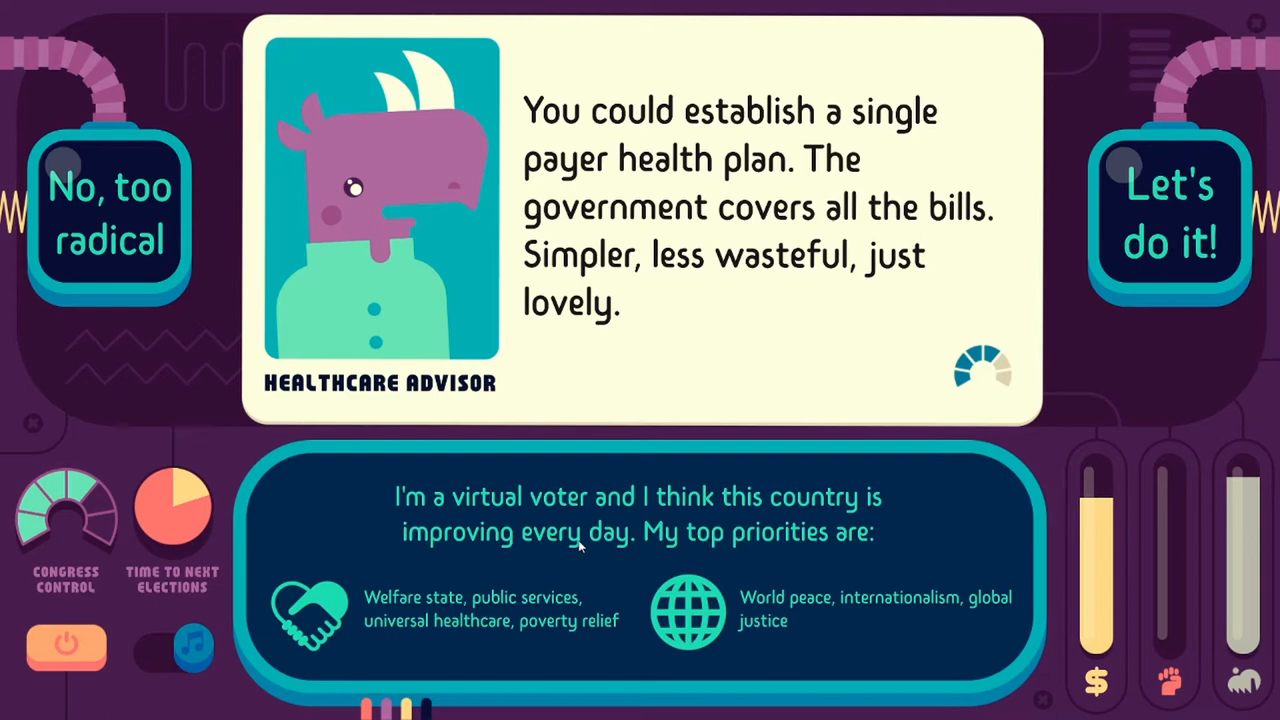 You could establish a single
payer health plan. The
government covers all the bills.
Simpler, less wasteful, just
lovely.
No, too
radical
Let's
do it!
HEALTHCARE ADVISOR
I'm a virtual voter and I think this country is
improving every day. My top priorities are:
Welfare state, public services,
universal healthcare, poverty relief
World peace, internationalism, global
justice
CONGRESS
CONTROL
TIME TO NEXT
ELECTIONS
$